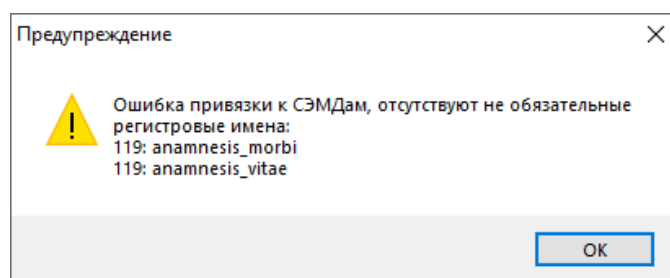 Предупреждение
Ошибка привязки к СЭМДам, отсутствуют не обязательные
регистровые имена:
119: anamnesis_morbi
119: anamnesis_vitae
OK